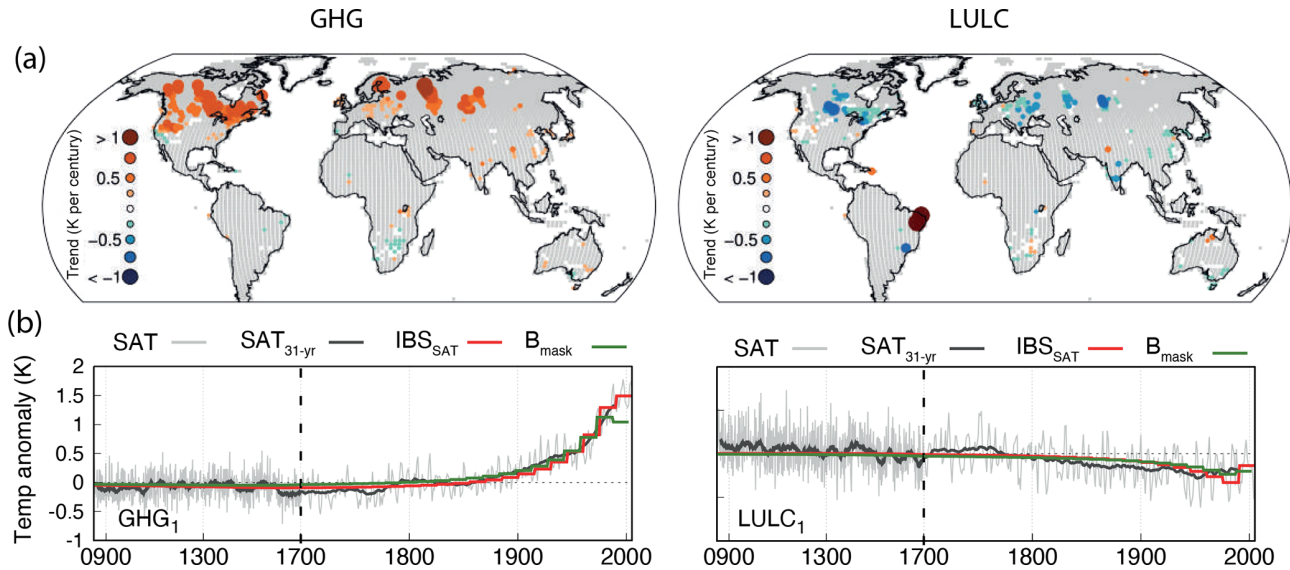 GHG
LULC
(a)
Trend (K per century)
> 1
0.5
−0.5
< −1
Trend (K per century)
> 1
0.5
−0.5
< −1
(b)
SAT SAT31-yr IBSSAT Bmask
SAT SAT31-yr IBSSAT Bmask
Temp anomaly (K)
2
1.5
1
0.5
0
-0.5
-1
GHG1
LULC1
0900 1300 1700 1800 1900 2000
0900 1300 1700 1800 1900 2000